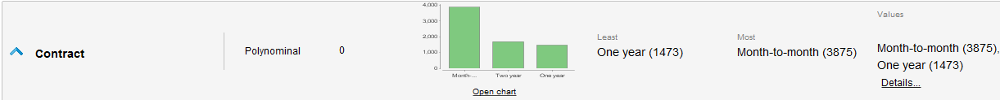 Contract
Polynominal
0
4,000
3,000
2,000
1,000
0
Month-...
Two year
One year
Open chart
Least
One year (1473)
Most
Month-to-month (3875)
Values
Month-to-month (3875),
One year (1473)
Details...